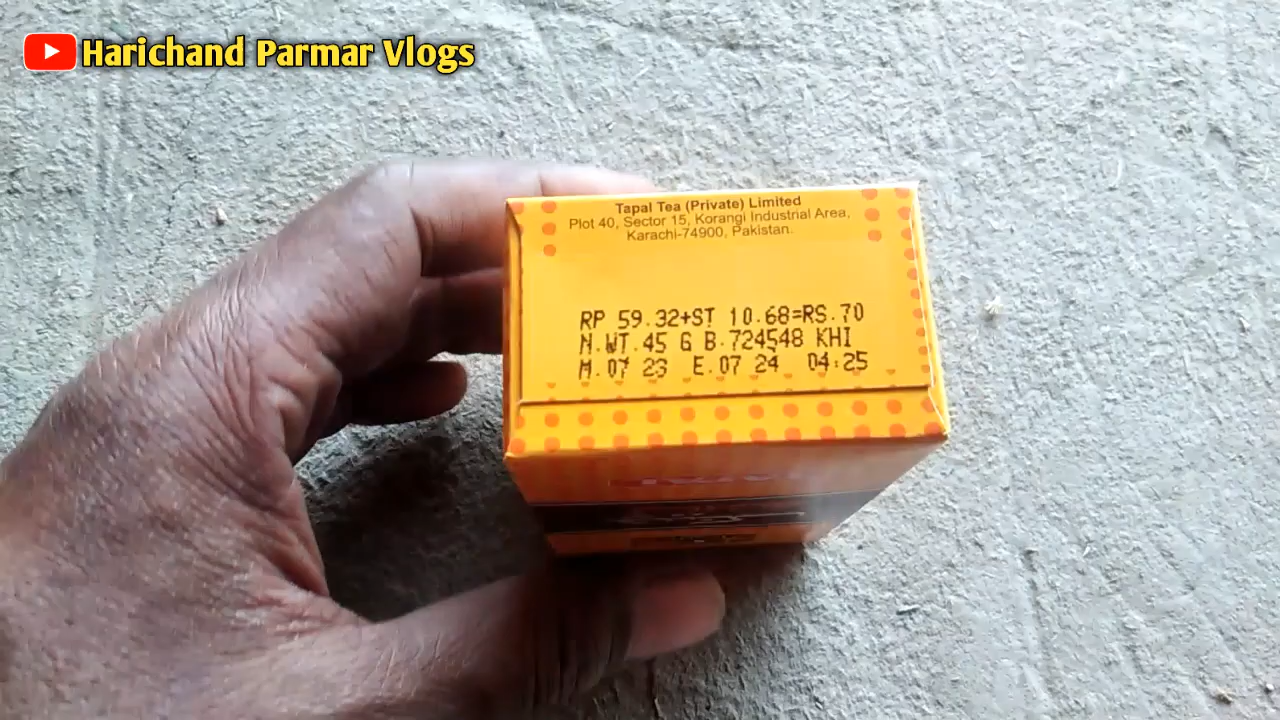 Harichand Parmar Vlogs
Tapal Tea (Private) Limited
Plot 40, Sector 15, Korangi Industrial Area,
Karachi-74900, Pakistan.
RP 59.32+ST 10.68=RS.70
N.WT.45 G B.724548 KHI
M.07 23 E.07 24 04:25